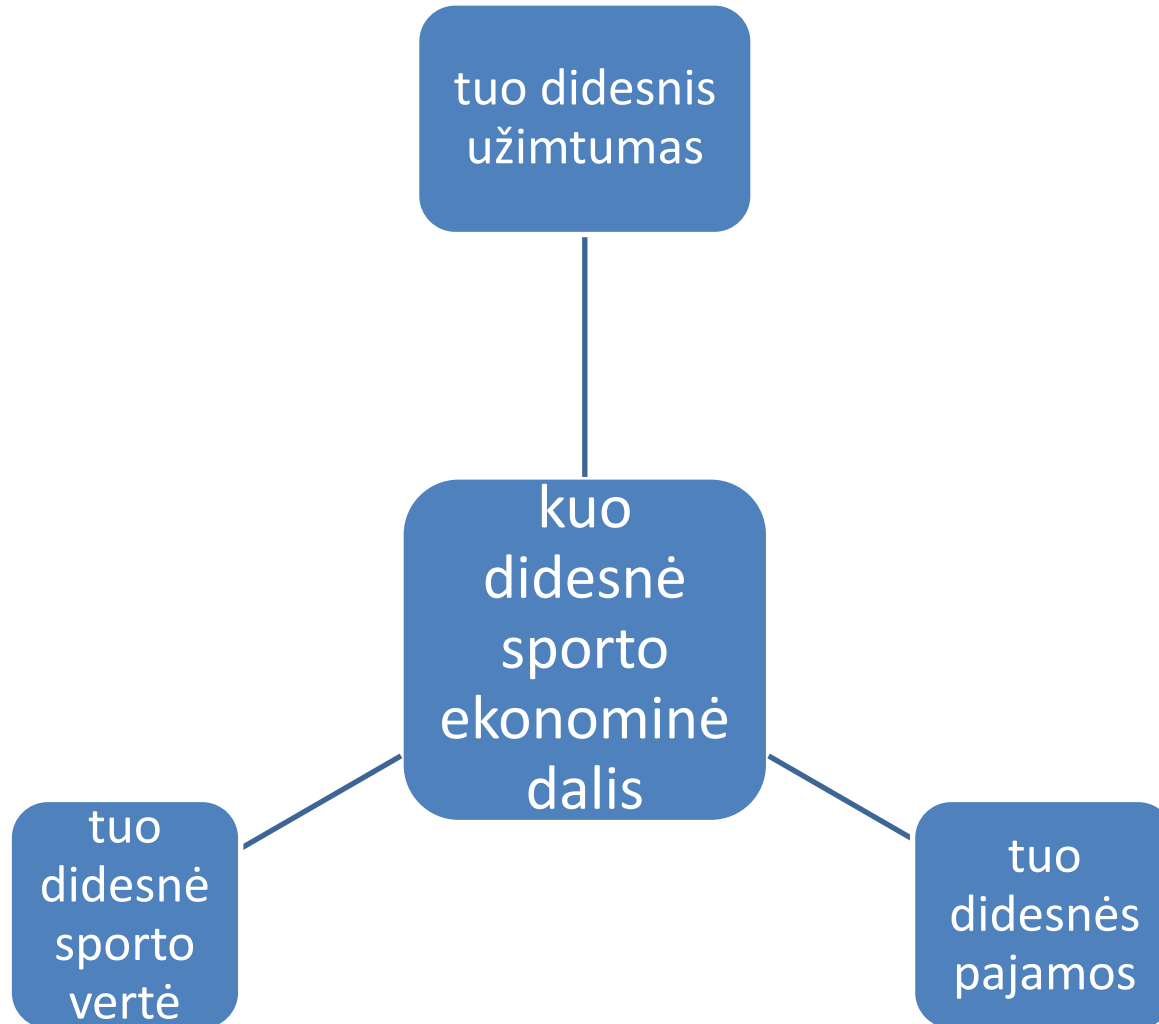 tuo didesnis
užimtumas
kuo
didesnė
sporto
ekonominė
dalis
tuo
didesnė
sporto
vertė
tuo
didesnės
pajamos